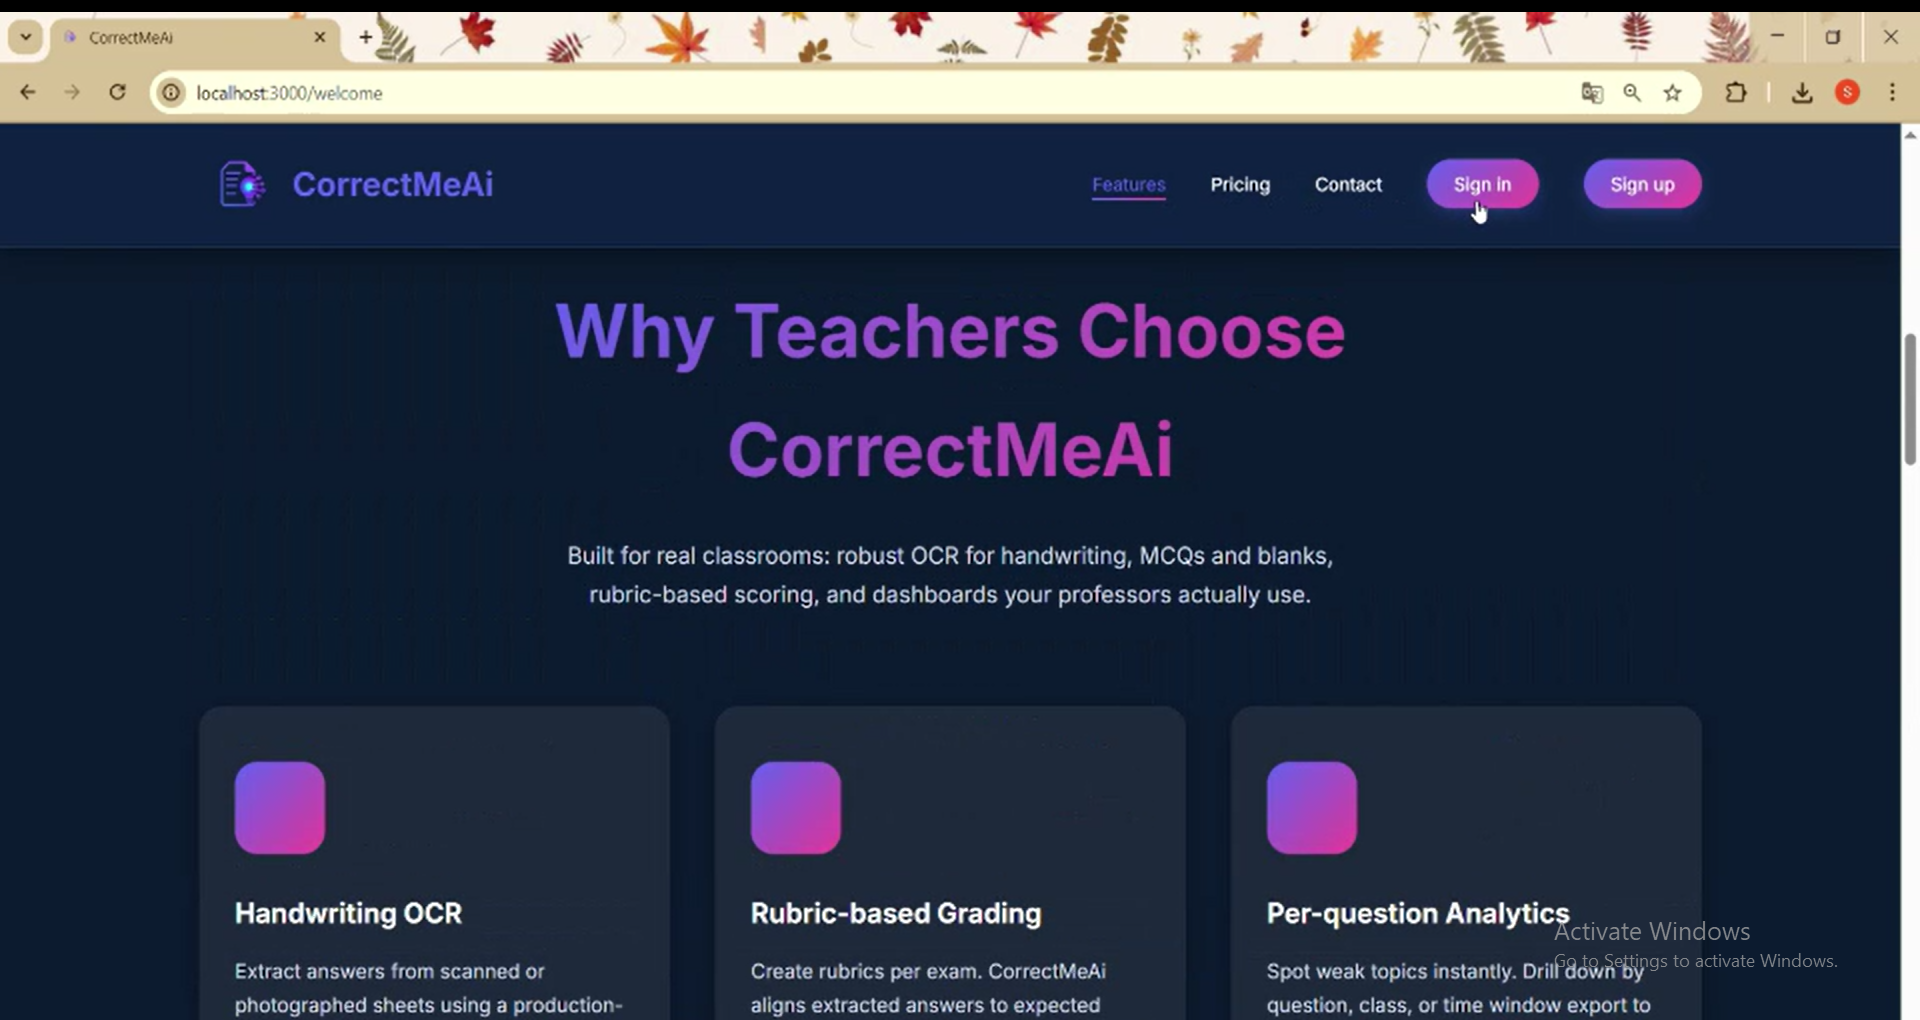 CorrectMeAi
localhost:3000/welcome
S
CorrectMeAi
Features
Pricing
Contact
Sign in
Sign up
Why Teachers Choose
CorrectMeAi
Built for real classrooms: robust OCR for handwriting, MCQs and blanks,
rubric-based scoring, and dashboards your professors actually use.
Handwriting OCR
Extract answers from scanned or
photographed sheets using a production-
Rubric-based Grading
Create rubrics per exam. CorrectMeAi
aligns extracted answers to expected
Per-question Analytics
Spot weak topics instantly. Drill down by
question, class, or time window export to
Activate Windows
Go to Settings to activate Windows.